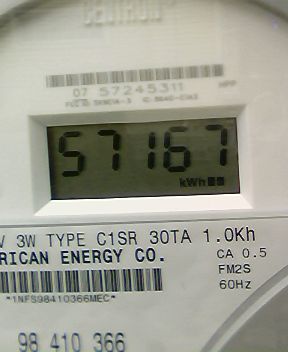 CENTRON
07 57245311
57167
kWh
V 3W TYPE C1SR 30TA 1.0Kh
RICAN ENERGY CO.
CA 0.5
FM2S
60Hz
*1NFS98410366MEC*
98 410 366